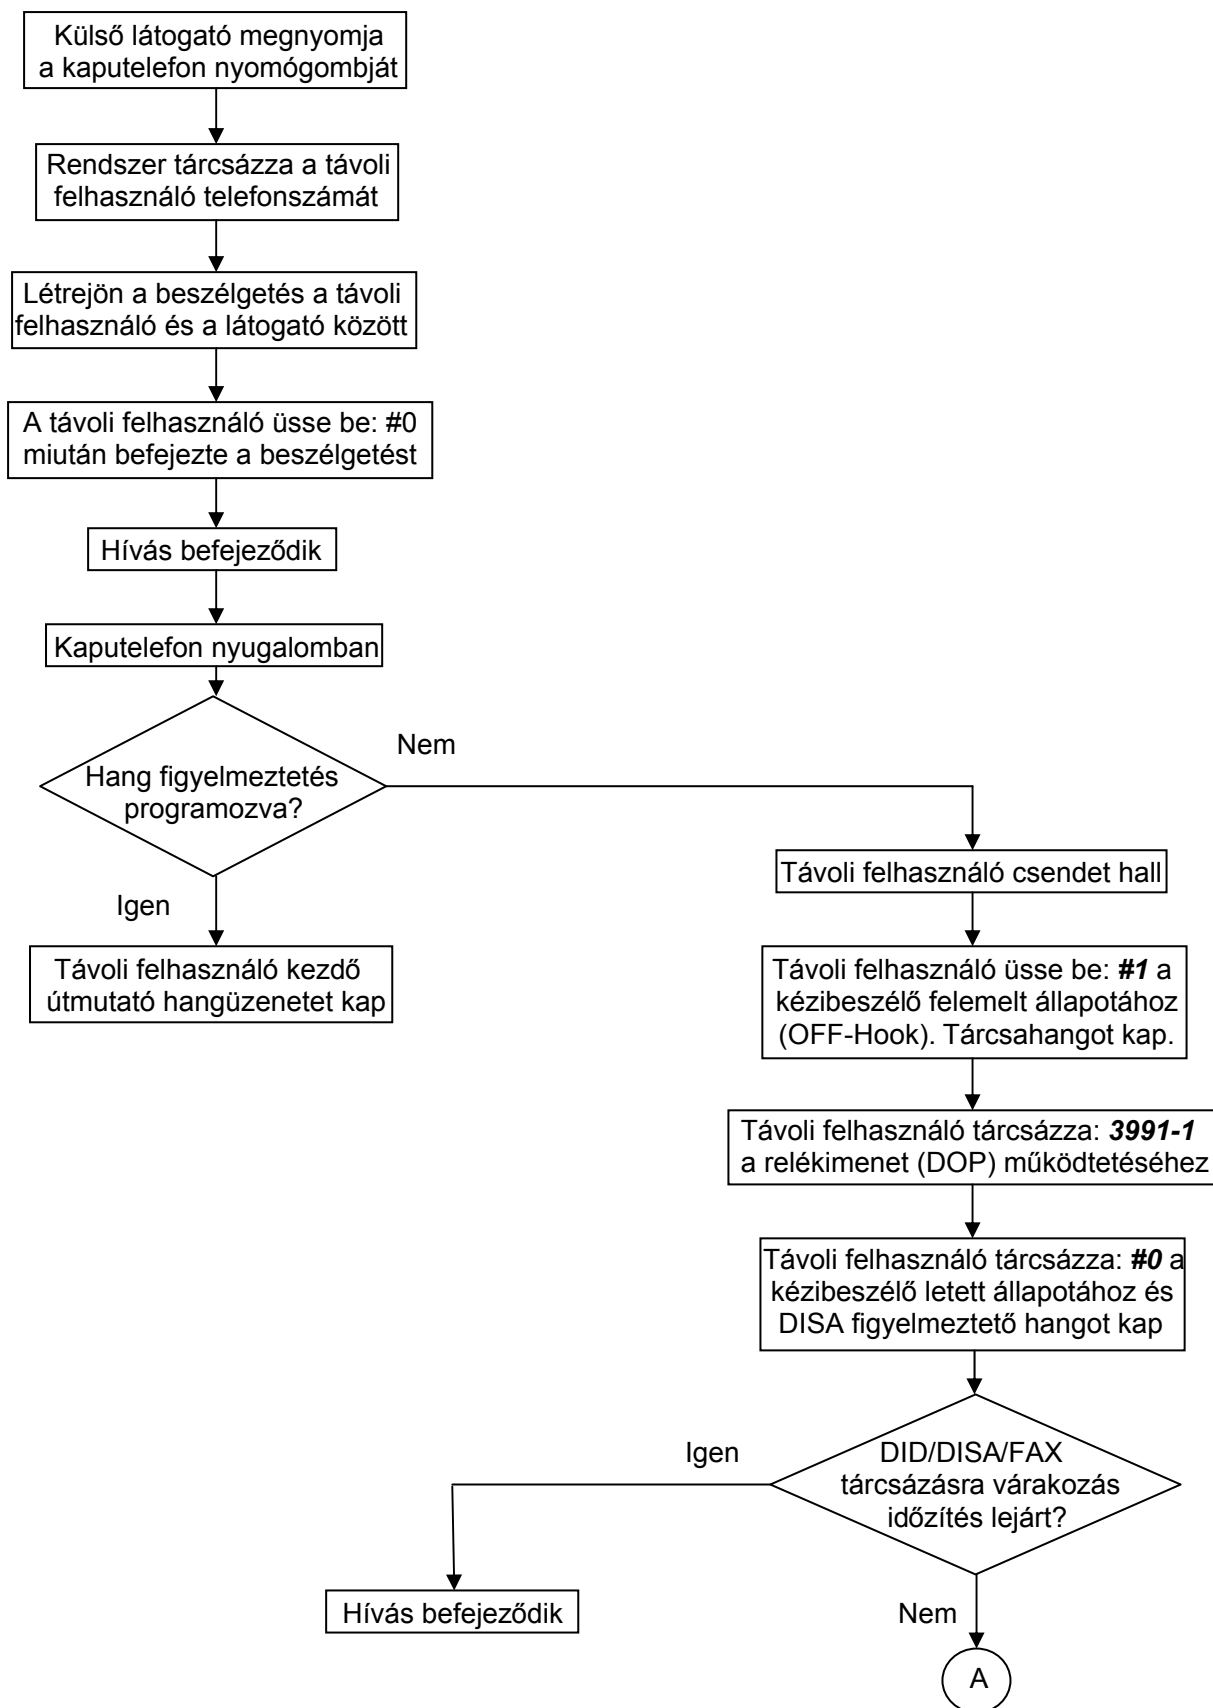 Külső látogató megnyomja
a kaputelefon nyomógombját
Rendszer tárcsázza a távoli
felhasználó telefonszámát
Létrejön a beszélgetés a távoli
felhasználó és a látogató között
A távoli felhasználó üsse be: #0
miután befejezte a beszélgetést
Hívás befejeződik
Kaputelefon nyugalomban
Nem
Hang figyelmeztetés
programozva?
Igen
Távoli felhasználó kezdő
útmutató hangüzenetet kap
Távoli felhasználó csendet hall
Távoli felhasználó üsse be: #1 a
kézibeszélő felemelt állapotához
(OFF-Hook). Tárcsahangot kap.
Távoli felhasználó tárcsázza: 3991-1
a relékimenet (DOP) működtetéséhez
Távoli felhasználó tárcsázza: #0 a
kézibeszélő letett állapotához és
DISA figyelmeztető hangot kap
Igen
DID/DISA/FAX
tárcsázásra várakozás
időzítés lejárt?
Hívás befejeződik
Nem
A